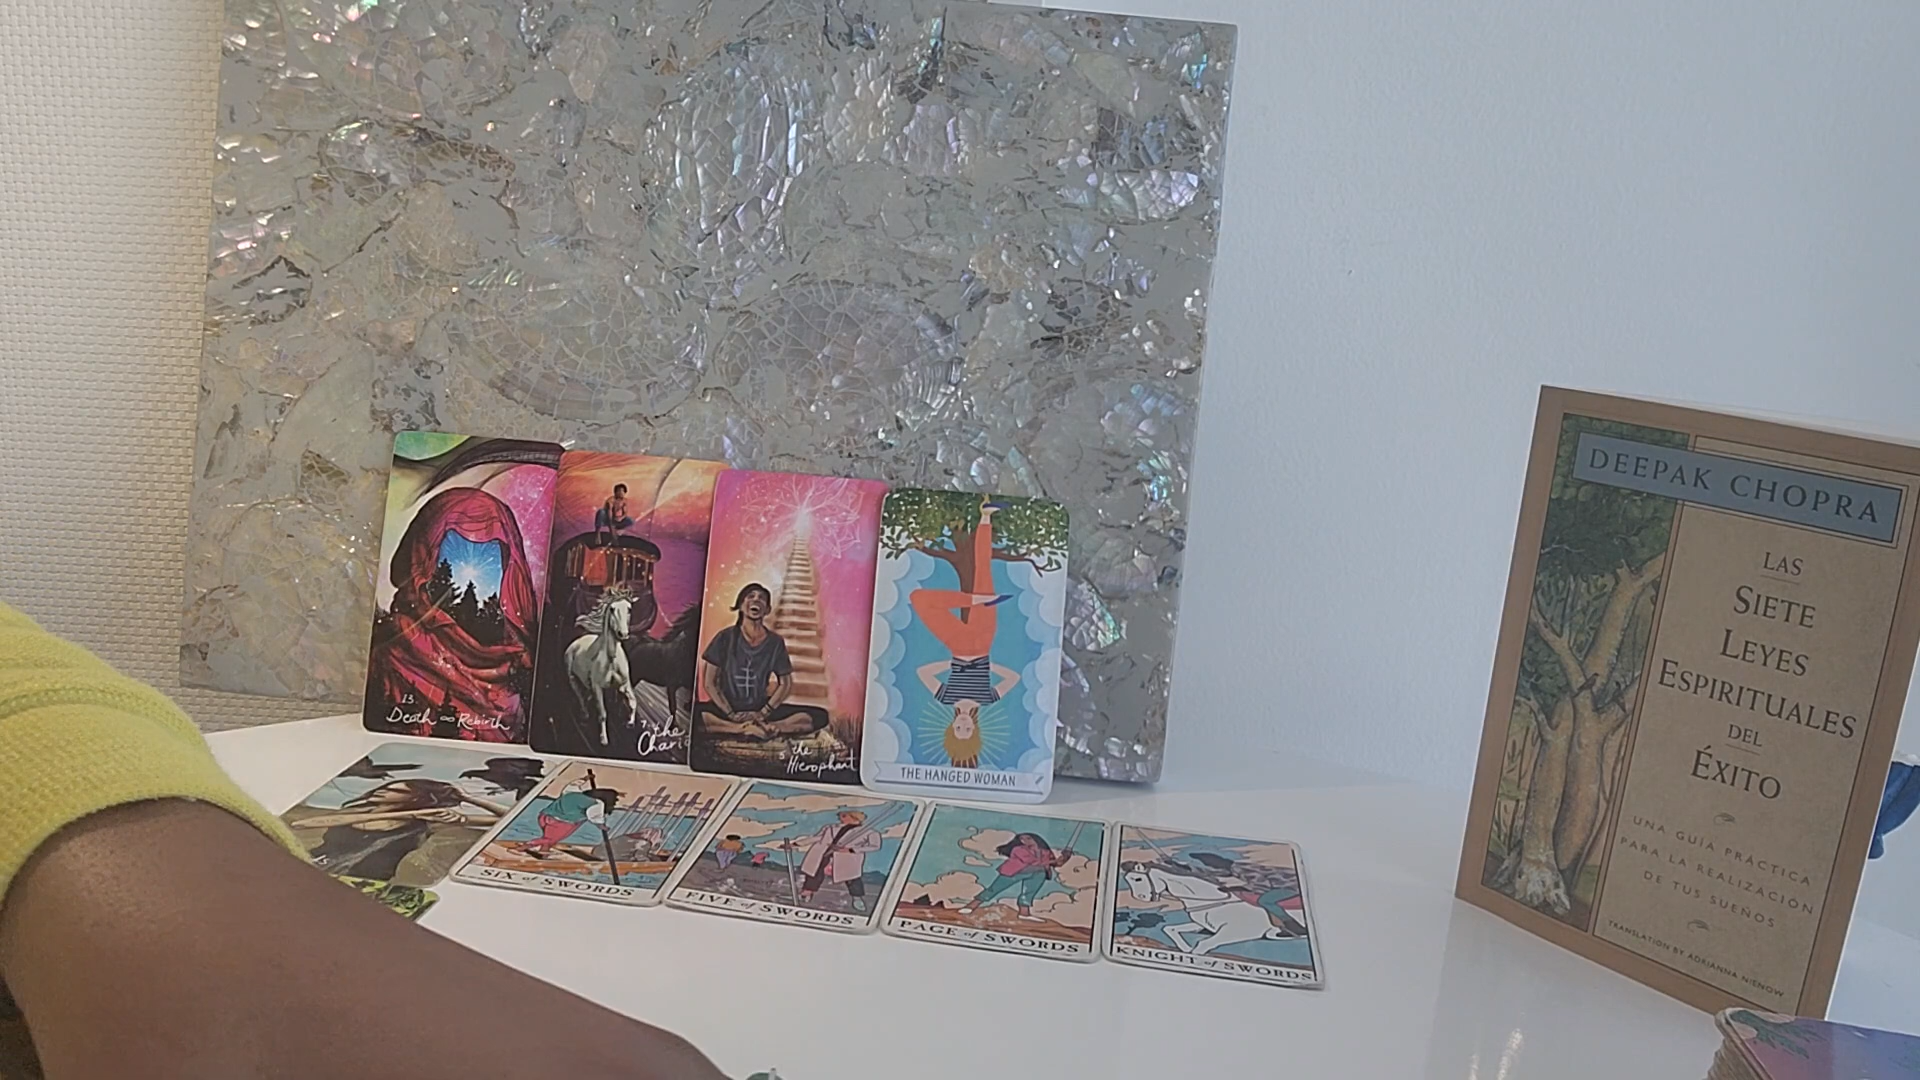 13
Death ∞ Rebirth
7
the
5
the
Hierophant
THE HANGED WOMAN
SIX of SWORDS
FIVE of SWORDS
PAGE of SWORDS
KNIGHT of SWORDS
DEEPAK CHOPRA
LAS
SIETE
LEYES
ESPIRITUALES
DEL
ÉXITO
UNA GUÍA PRÁCTICA
PARA LA REALIZACIÓN
DE TUS SUEÑOS
TRANSLATION BY ADRIANNA NIENOW